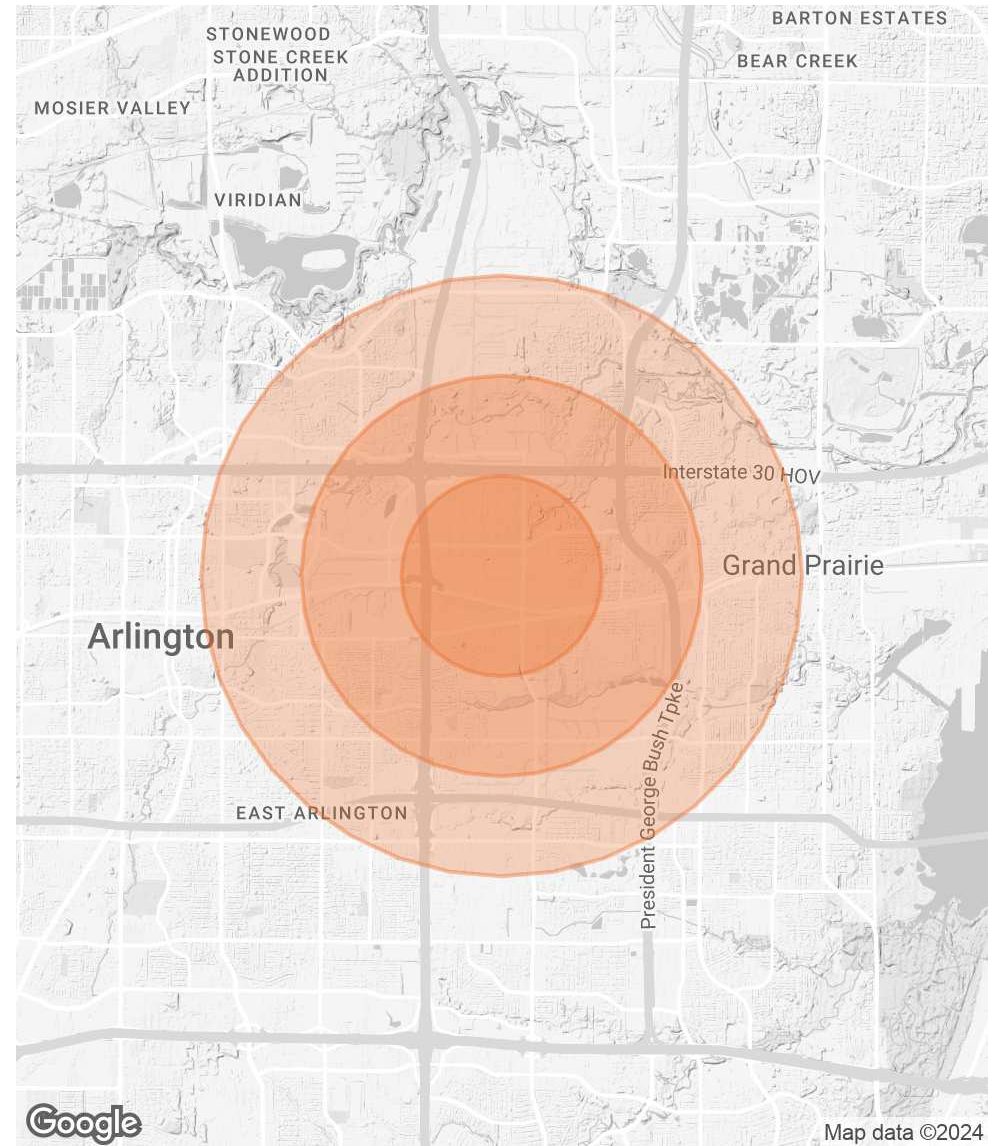 BARTON ESTATES
STONEWOOD
STONE CREEK
ADDITION
BEAR CREEK
MOSIER VALLEY
VIRIDIAN
Interstate 30 HOV
Grand Prairie
Arlington
President George Bush Tpke
EAST ARLINGTON
Google
Map data ©2024